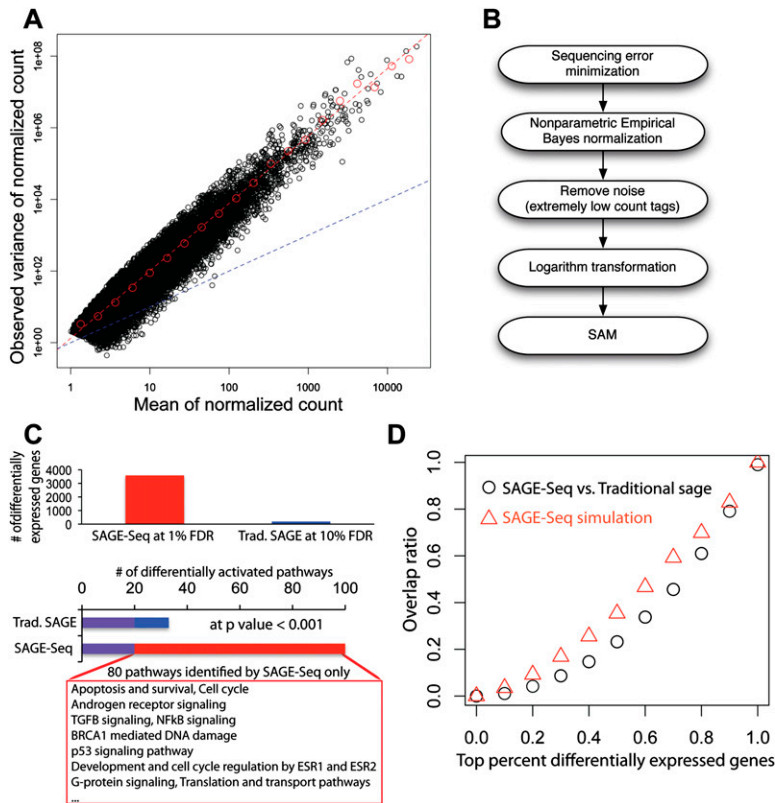 A
Observed variance of normalized count
1e+08
1e+06
1e+04
1e+02
1e+00
1 10 100 1000 10000
Mean of normalized count
B
Sequencing error
minimization
Nonparametric Empirical
Bayes normalization
Remove noise
(extremely low count tags)
Logarithm transformation
SAM
C
# ofdifferentially
expressed genes
4000
3000
2000
1000
0
SAGE-Seq at 1% FDR Trad. SAGE at 10% FDR
# of differentially activated pathways
0 20 40 60 80 100
Trad. SAGE
at p value < 0.001
SAGE-Seq
80 pathways identified by SAGE-Seq only
Apoptosis and survival, Cell cycle
Androgen receptor signaling
TGFB signaling, NFkB signaling
BRCA1 mediated DNA damage
p53 signaling pathway
Development and cell cycle regulation by ESR1 and ESR2
G-protein signaling, Translation and transport pathways
...
D
SAGE-Seq vs. Traditional sage
SAGE-Seq simulation
Overlap ratio
1.0
0.8
0.6
0.4
0.2
0.0
0.0 0.2 0.4 0.6 0.8 1.0
Top percent differentially expressed genes